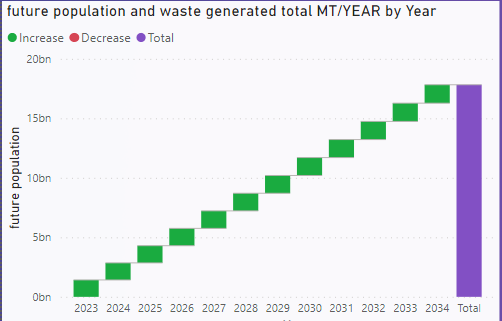 future population and waste generated total MT/YEAR by Year
Increase Decrease Total
20bn
15bn
10bn
5bn
0bn
future population
2023 2024 2025 2026 2027 2028 2029 2030 2031 2032 2033 2034 Total